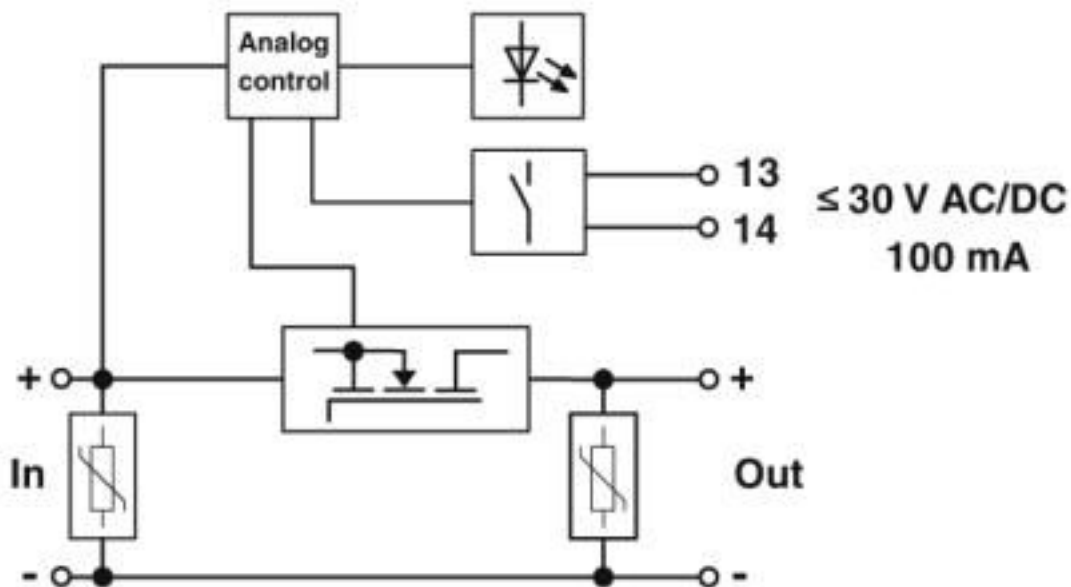 Analog
control
13
≤ 30 V AC/DC
14
100 mA
+
+
In
Out
-
-